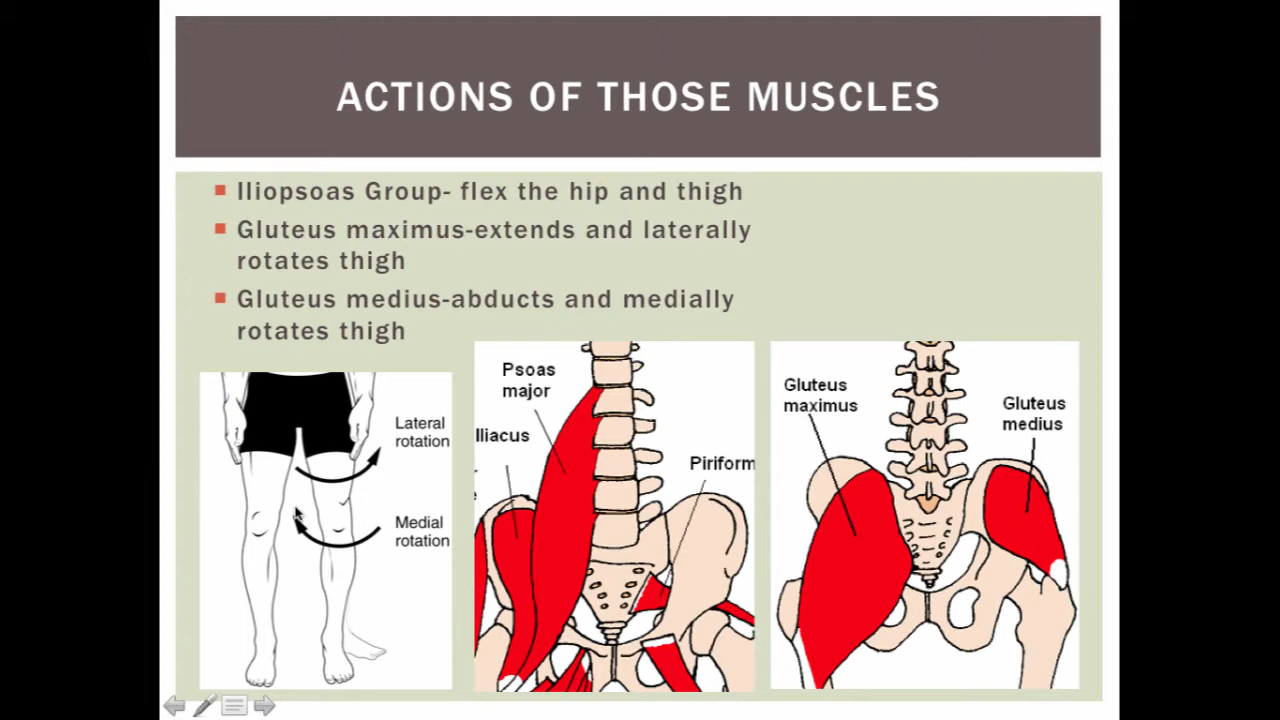 ACTIONS OF THOSE MUSCLES
Iliopsoas Group- flex the hip and thigh
Gluteus maximus-extends and laterally
rotates thigh
Gluteus medius-abducts and medially
rotates thigh
Lateral
rotation
Medial
rotation
Psoas
major
Iliacus
Piriform
Gluteus
maximus
Gluteus
medius